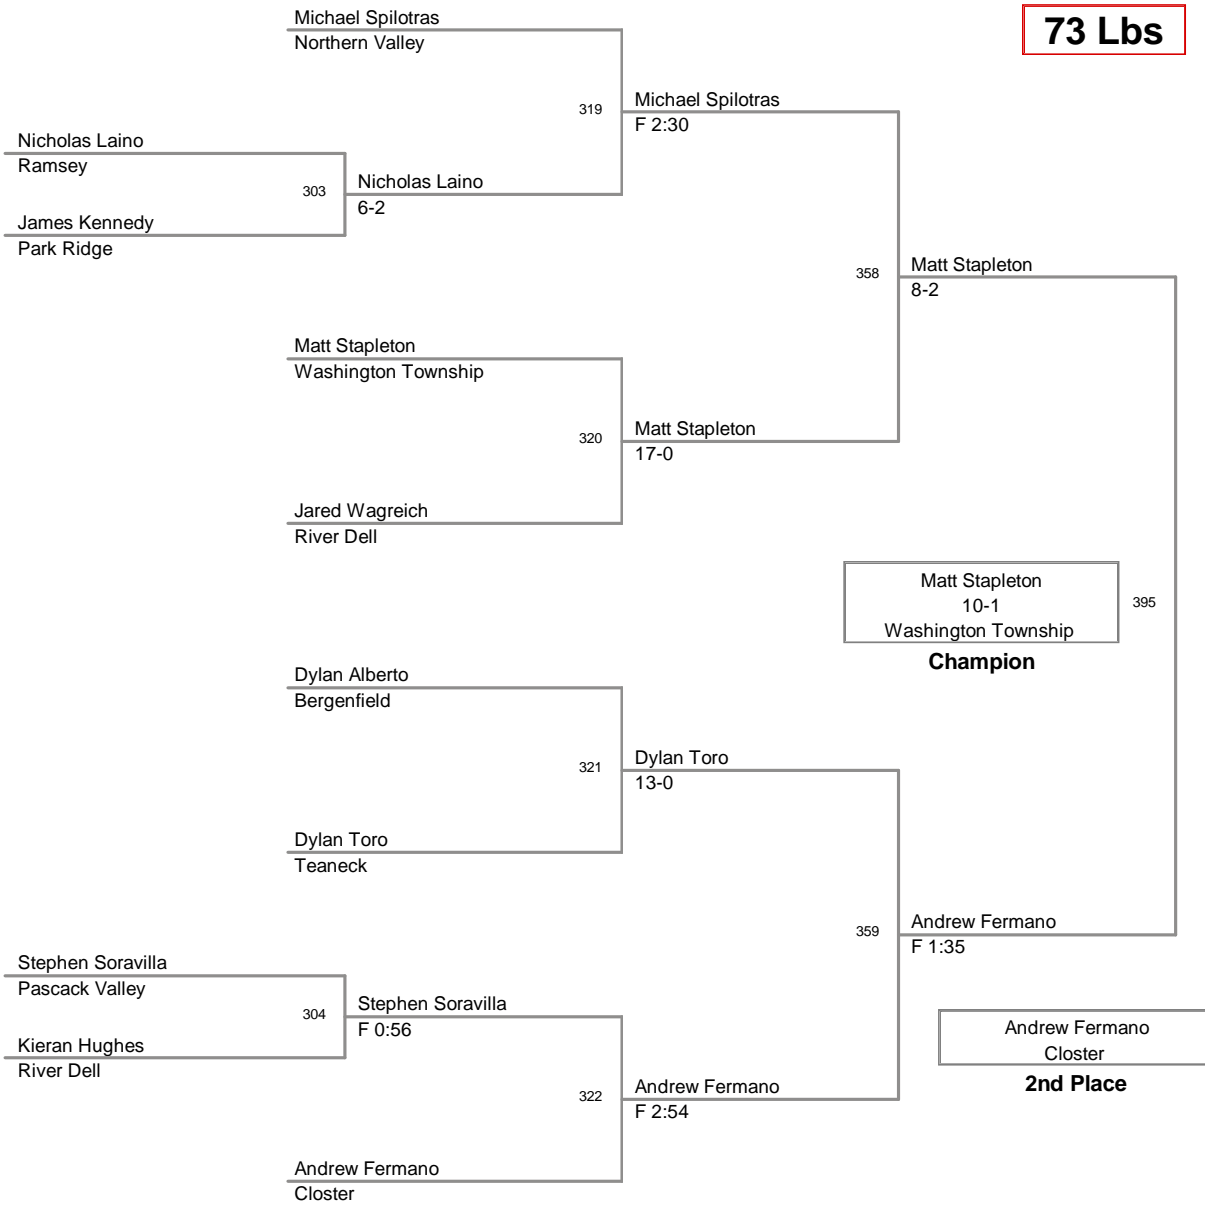 Michael Spilotras
Northern Valley
73 Lbs
319
Michael Spilotras
F 2:30
Nicholas Laino
Ramsey
303
Nicholas Laino
6-2
James Kennedy
Park Ridge
358
Matt Stapleton
8-2
Matt Stapleton
Washington Township
320
Matt Stapleton
17-0
Jared Wagreich
River Dell
Matt Stapleton
10-1
Washington Township
395
Champion
Dylan Alberto
Bergenfield
321
Dylan Toro
13-0
Dylan Toro
Teaneck
359
Andrew Fermano
F 1:35
Stephen Soravilla
Pascack Valley
304
Stephen Soravilla
F 0:56
Kieran Hughes
River Dell
Andrew Fermano
Closter
2nd Place
322
Andrew Fermano
F 2:54
Andrew Fermano
Closter